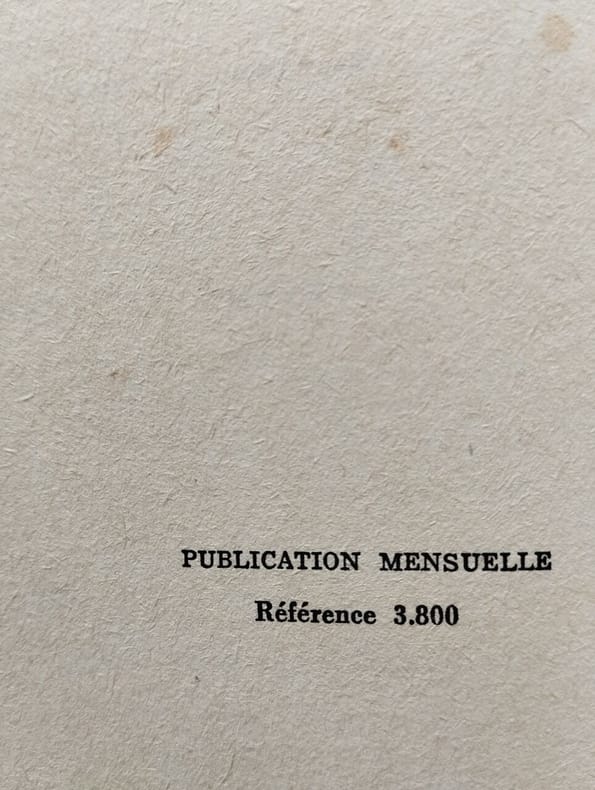 PUBLICATION MENSUELLE
Référence 3.800